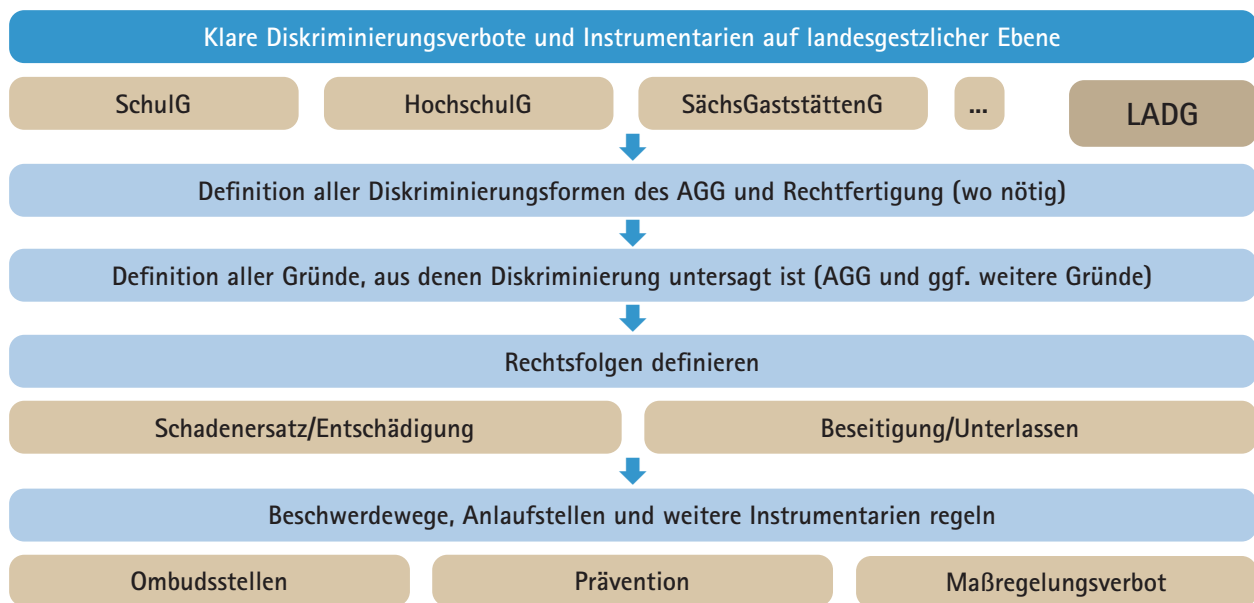 Klare Diskriminierungsverbote und Instrumentarien auf landesgestzlicher Ebene
SchulG
HochschulG
SächsGaststättenG
...
LADG
Definition aller Diskriminierungsformen des AGG und Rechtfertigung (wo nötig)
Definition aller Gründe, aus denen Diskriminierung untersagt ist (AGG und ggf. weitere Gründe)
Rechtsfolgen definieren
Schadenersatz/Entschädigung
Beseitigung/Unterlassen
Beschwerdewege, Anlaufstellen und weitere Instrumentarien regeln
Ombudsstellen
Prävention
Maßregelungsverbot